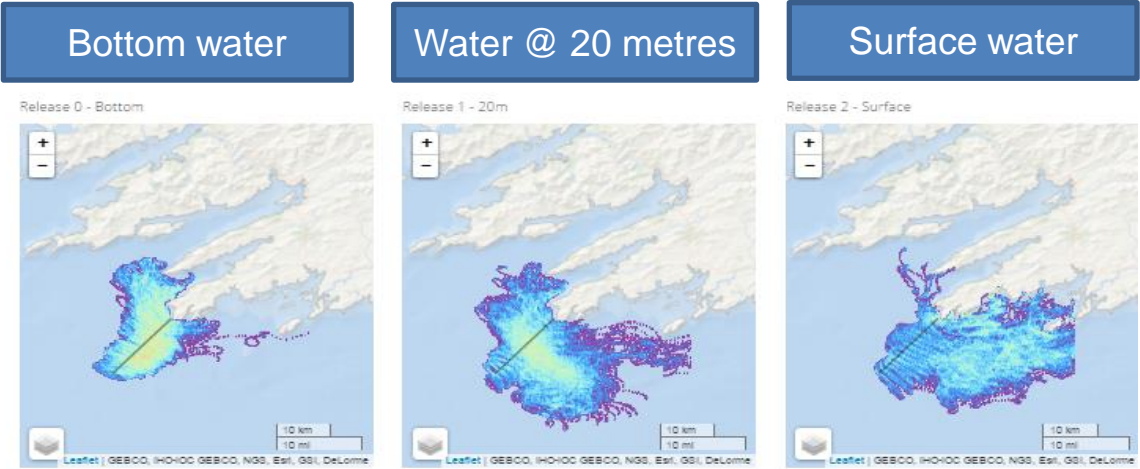 Bottom water
Water @ 20 metres
Surface water
Release 0 - Bottom
Release 1 - 20m
Release 2 - Surface
+
−
+
−
+
−
10 km
10 mi
10 km
10 mi
10 km
10 mi
Leaflet | GEBCO, IHO-IOC GEBCO, NGS, Esri, GSI, DeLorme
Leaflet | GEBCO, IHO-IOC GEBCO, NGS, Esri, GSI, DeLorme
Leaflet | GEBCO, IHO-IOC GEBCO, NGS, Esri, GSI, DeLorme